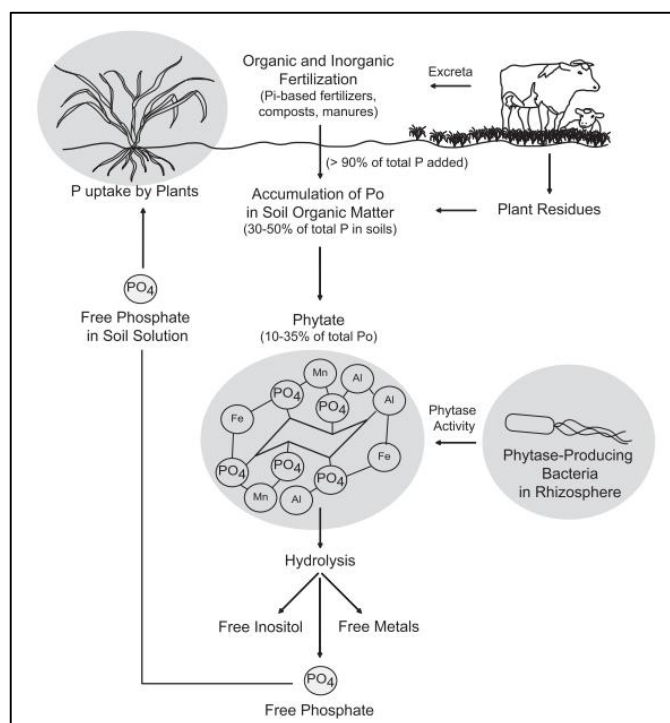 Organic and Inorganic
Fertilization
(Pi-based fertilizers,
composts, manures)
Excreta
(> 90% of total P added)
P uptake by Plants
Accumulation of Po
in Soil Organic Matter
(30-50% of total P in soils)
Plant Residues
PO4
Free Phosphate
in Soil Solution
Phytate
(10-35% of total Po)
Mn
Al
PO4
PO4
Al
Fe
Fe
PO4
PO4
PO4
Mn
Al
Phytase
Activity
Phytase-Producing
Bacteria
in Rhizosphere
Hydrolysis
Free Inositol
Free Metals
PO4
Free Phosphate